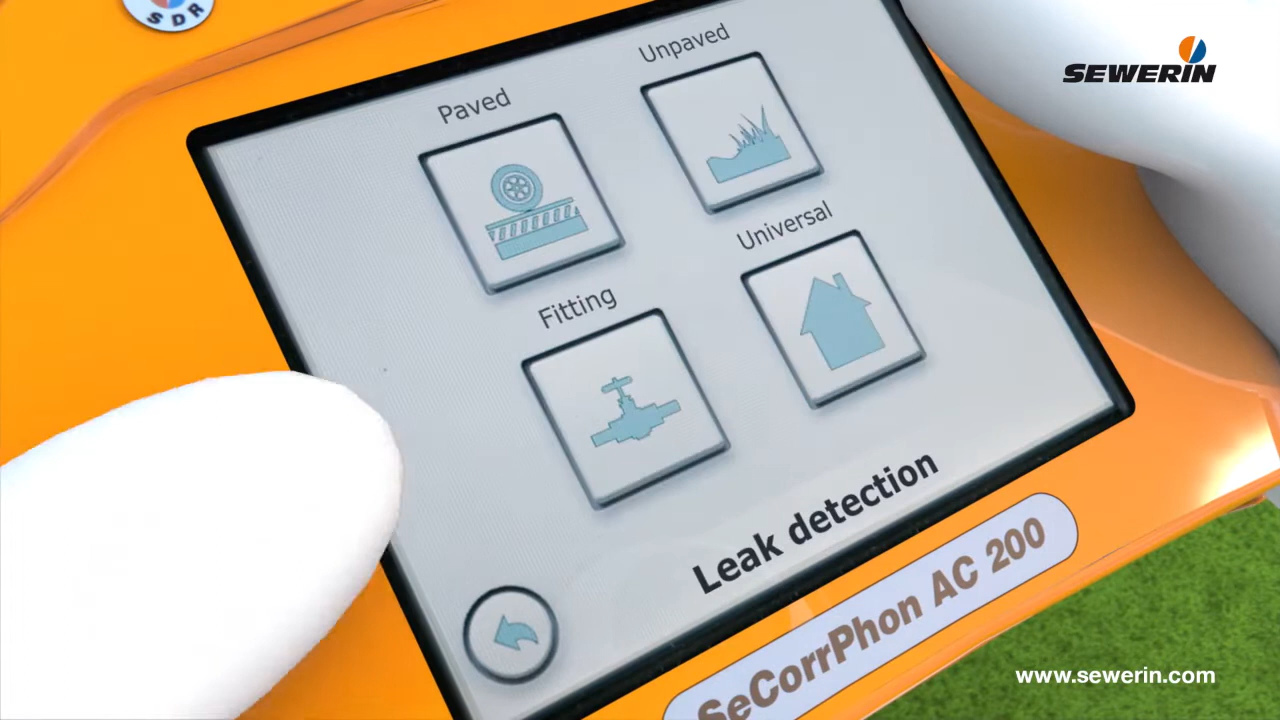 SDR
SEWERIN
Unpaved
Paved
Universal
Fitting
Leak detection
SeCorrPhon AC 200
www.sewerin.com